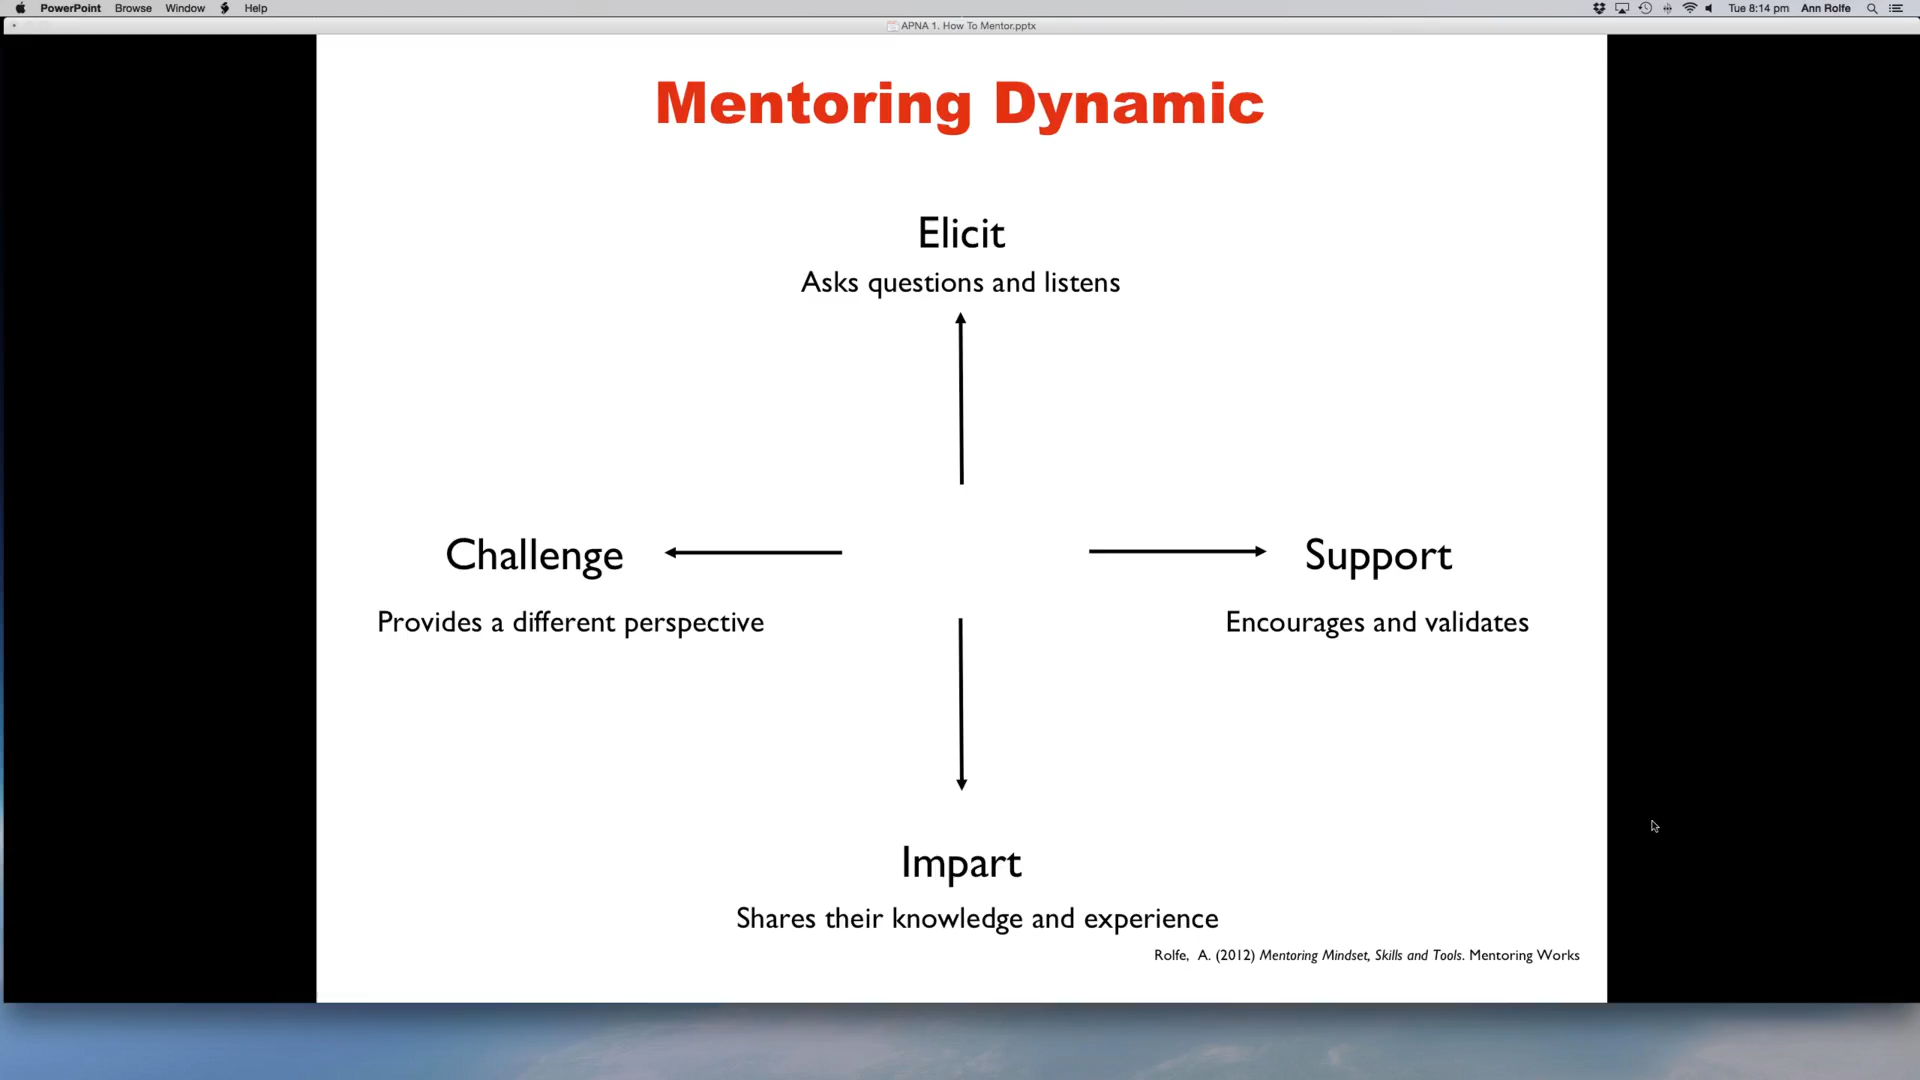 PowerPoint Browse Window Help Tue 8:14 pm Ann Rolfe
APNA 1. How To Mentor.pptx
Mentoring Dynamic
Elicit
Asks questions and listens
Challenge Support
Provides a different perspective Encourages and validates
Impart
Shares their knowledge and experience
Rolfe, A. (2012) Mentoring Mindset, Skills and Tools. Mentoring Works